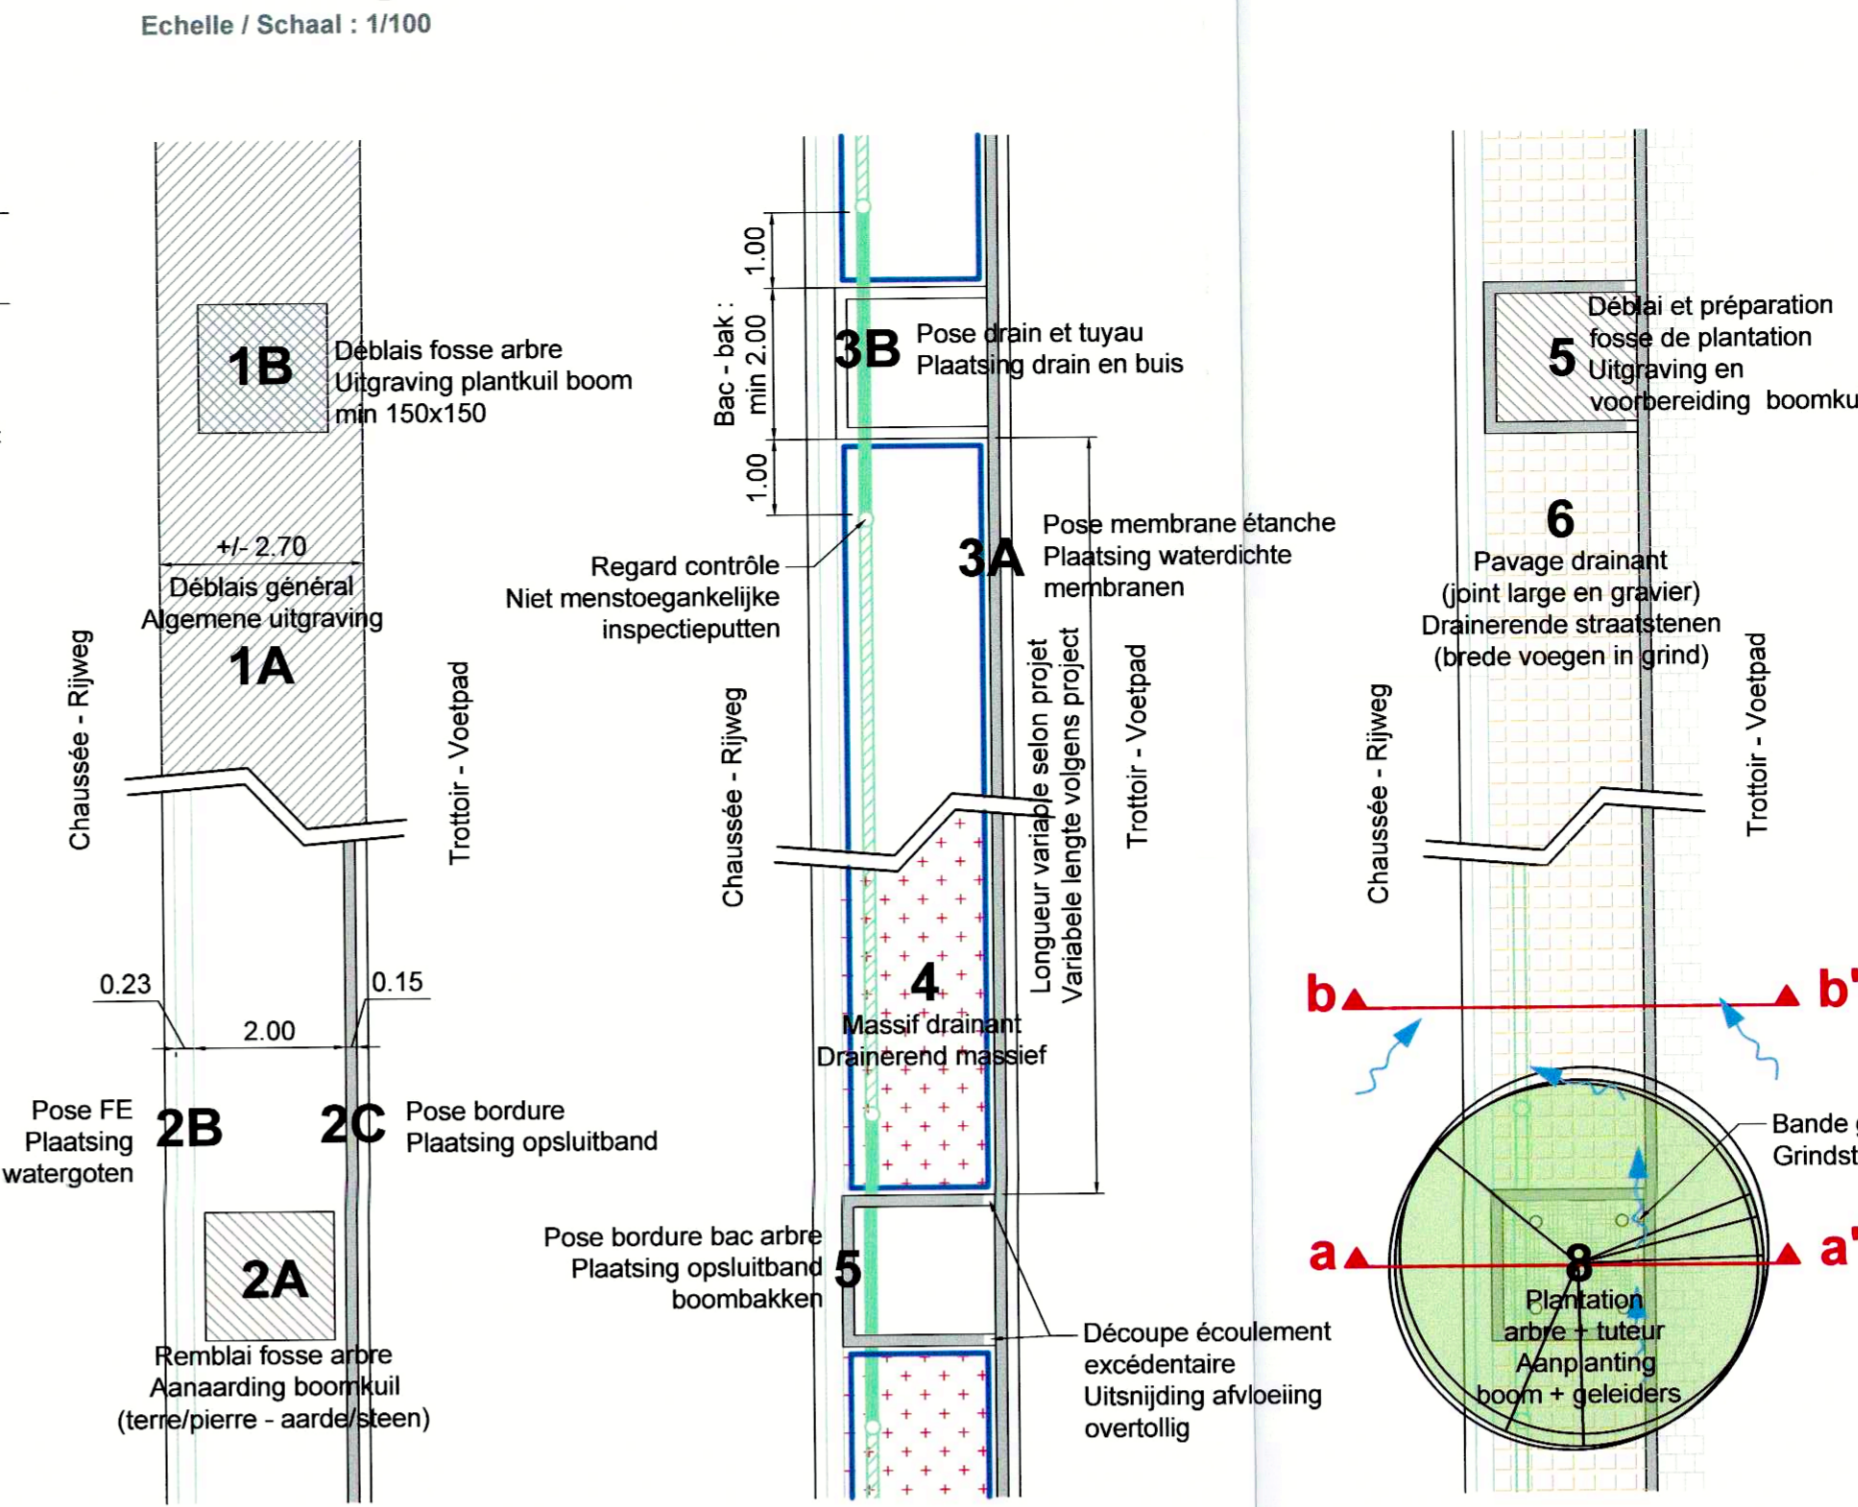 Echelle / Schaal : 1/100
1B
Déblais fosse arbre
Uitgraving plantkuil boom
min 150x150
+/- 2.70
Déblais général
Algemene uitgraving
1A
Chaussée - Rijweg
Trottoir - Voetpad
0.23
0.15
2.00
Pose FE
Plaatsing
watergoten
2B
2C
Pose bordure
Plaatsing opsluitband
2A
Remblai fosse arbre
Aanaarding boomkuil
(terre/pierre - aarde/steen)
1.00
Bac - bak :
min 2.00
1.00
3B
Pose drain et tuyau
Plaatsing drain en buis
Regard contrôle
Niet menstoegankelijke
inspectieputten
3A
Pose membrane étanche
Plaatsing waterdichte
membranen
Chaussée - Rijweg
Longueur variable selon projet
Variabele lengte volgens project
Trottoir - Voetpad
4
Massif drainant
Drainerend massief
Pose bordure bac arbre
Plaatsing opsluitband
boombakken
5
Découpe écoulement
excédentaire
Uitsnijding afvloeiing
overtollig
5
Déblai et préparation
fosse de plantation
Uitgraving en
voorbereiding boomku
6
Pavage drainant
(joint large en gravier)
Drainerende straatstenen
(brede voegen in grind)
Chaussée - Rijweg
Trottoir - Voetpad
b
b'
Bande
Grindst
a
a'
8
Plantation
arbre + tuteur
Aanplanting
boom + geleiders